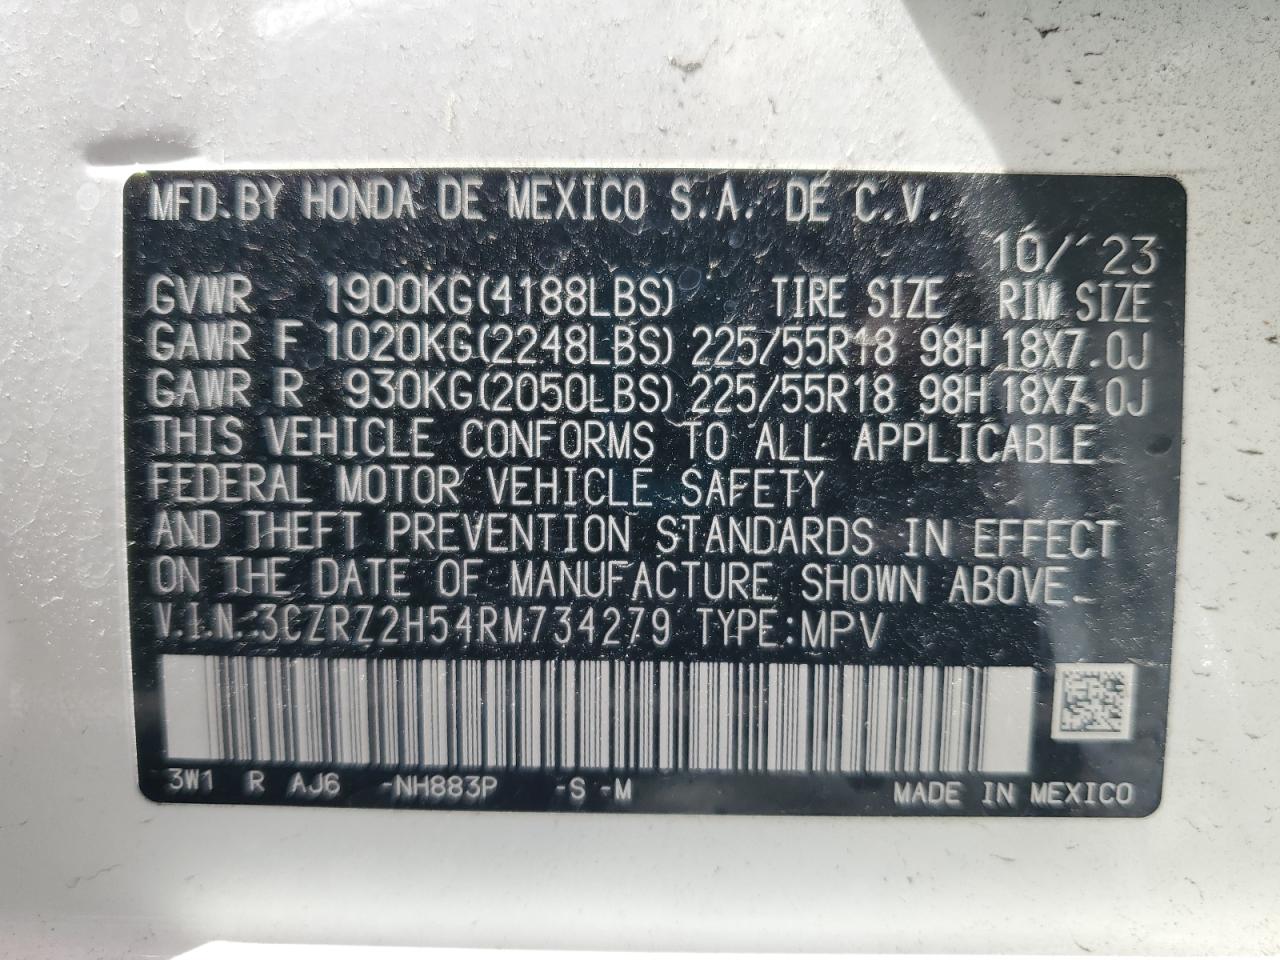 MFD.BY HONDA DE MEXICO S.A. DE C.V.
10/'23
GVWR 1900KG(4188LBS) TIRE SIZE RIM SIZE
GAWR F 1020KG(2248LBS) 225/55R18 98H 18X7.0J
GAWR R 930KG(2050LBS) 225/55R18 98H 18X7.0J
THIS VEHICLE CONFORMS TO ALL APPLICABLE
FEDERAL MOTOR VEHICLE SAFETY
AND THEFT PREVENTION STANDARDS IN EFFECT
ON THE DATE OF MANUFACTURE SHOWN ABOVE.
V.I.N.:3CZRZ2H54RM734279 TYPE:MPV
3W1 R AJ6 -NH883P -S -M MADE IN MEXICO